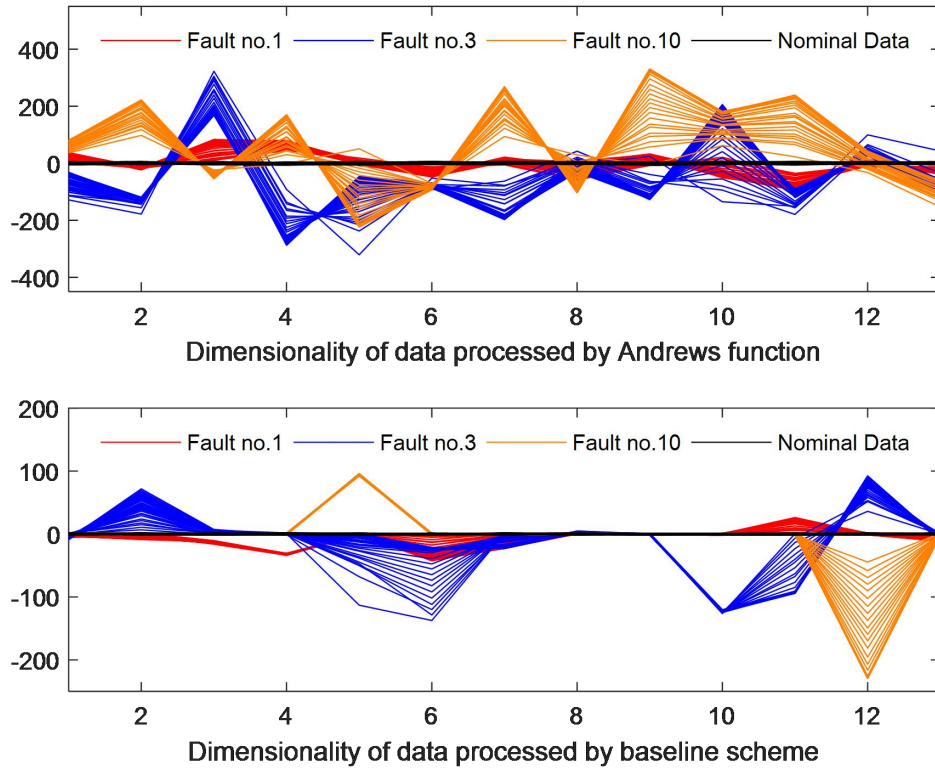 400
Fault no.1 Fault no.3 Fault no.10 Nominal Data
200
0
-200
-400
2 4 6 8 10 12
Dimensionality of data processed by Andrews function
200
Fault no.1 Fault no.3 Fault no.10 Nominal Data
100
0
-100
-200
2 4 6 8 10 12
Dimensionality of data processed by baseline scheme